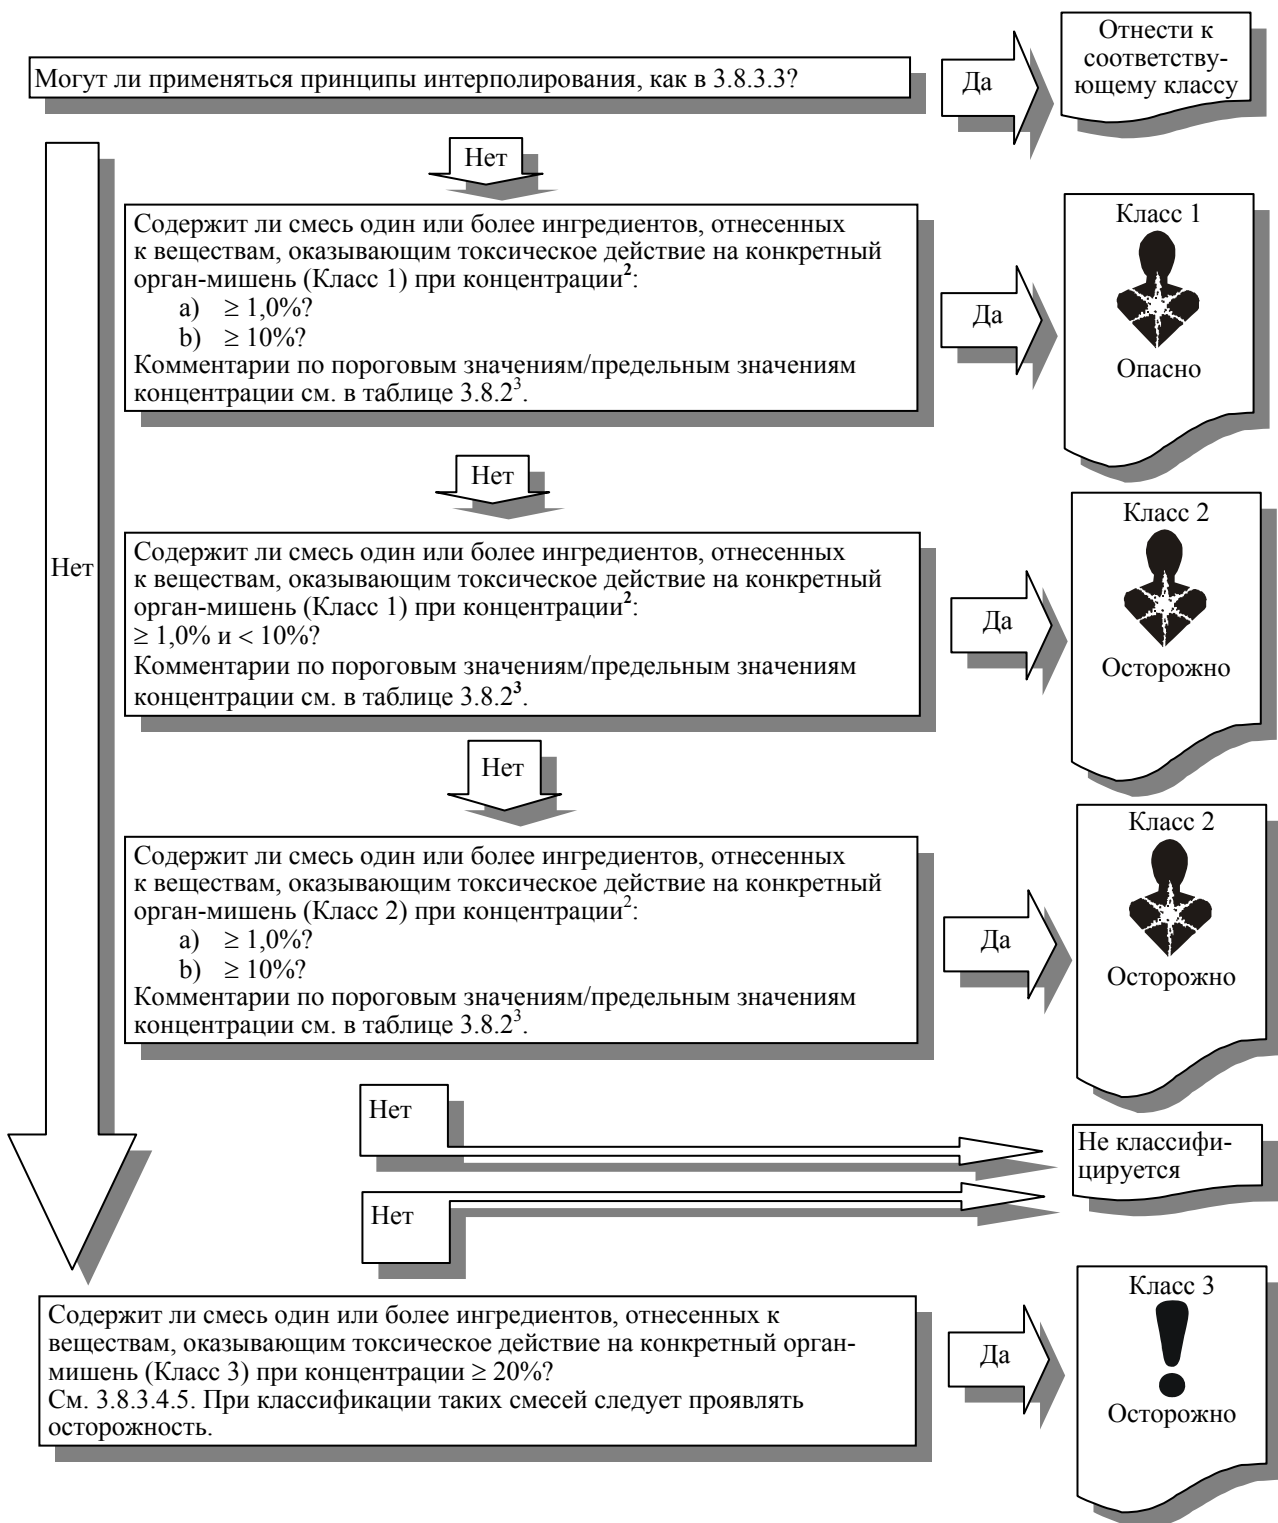 Могут ли применяться принципы интерполирования, как в 3.8.3.3?
Да
Отнести к
соответству-
ющему классу
Нет
Нет
Содержит ли смесь один или более ингредиентов, отнесенных
к веществам, оказывающим токсическое действие на конкретный
орган-мишень (Класс 1) при концентрации²:
a) ≥ 1,0%?
b) ≥ 10%?
Комментарии по пороговым значениям/предельным значениям
концентрации см. в таблице 3.8.2³.
Да
Класс 1
Опасно
Нет
Содержит ли смесь один или более ингредиентов, отнесенных
к веществам, оказывающим токсическое действие на конкретный
орган-мишень (Класс 1) при концентрации²:
≥ 1,0% и < 10%?
Комментарии по пороговым значениям/предельным значениям
концентрации см. в таблице 3.8.2³.
Да
Класс 2
Осторожно
Нет
Содержит ли смесь один или более ингредиентов, отнесенных
к веществам, оказывающим токсическое действие на конкретный
орган-мишень (Класс 2) при концентрации²:
a) ≥ 1,0%?
b) ≥ 10%?
Комментарии по пороговым значениям/предельным значениям
концентрации см. в таблице 3.8.2³.
Да
Класс 2
Осторожно
Нет
Не классифи-
цируется
Нет
Содержит ли смесь один или более ингредиентов, отнесенных к
веществам, оказывающим токсическое действие на конкретный орган-
мишень (Класс 3) при концентрации ≥ 20%?
См. 3.8.3.4.5. При классификации таких смесей следует проявлять
осторожность.
Да
Класс 3
Осторожно